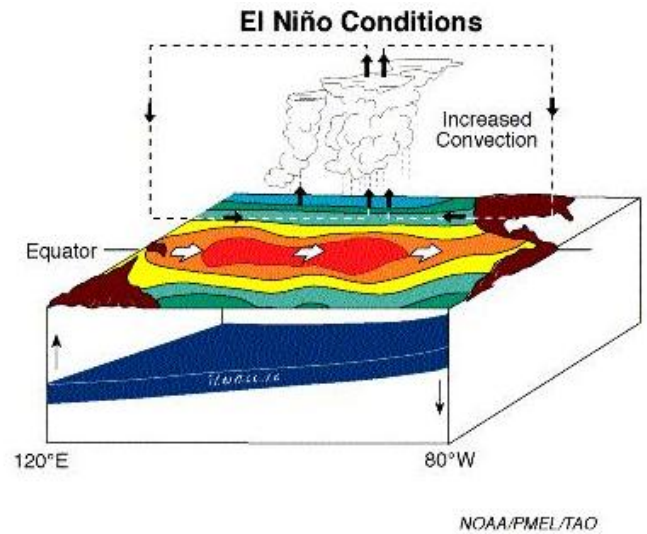 El Niño Conditions
Increased
Convection
Equator
120°E
80°W
NOAA/PMEL/TAO